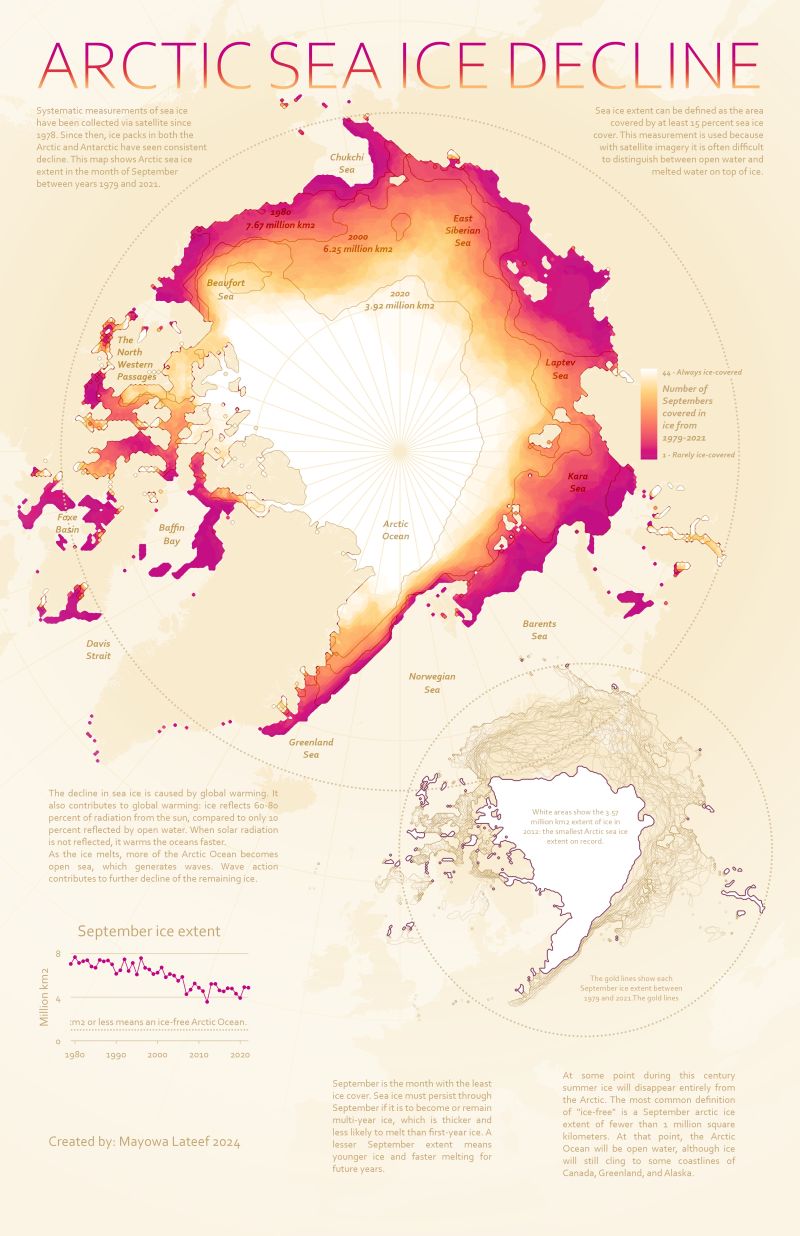 ARCTIC SEA ICE DECLINE
Systematic measurements of sea ice
have been collected via satellite since
1978. Since then, ice packs in both the
Arctic and Antarctic have seen consistent
decline. This map shows Arctic sea ice
extent in the month of September
between years 1979 and 2021.
Sea ice extent can be defined as the area
covered by at least 15 percent sea ice
cover. This measurement is used because
with satellite imagery it is often difficult
to distinguish between open water and
melted water on top of ice.
Chukchi
Sea
1980
7.67 million km2
2000
6.25 million km2
East
Siberian
Sea
Beaufort
Sea
2020
3.92 million km2
The
North
Western
Passages
Laptev
Sea
44 - Always ice-covered
Number of
Septembers
covered in
ice from
1979-2021
1 - Rarely ice-covered
Kara
Sea
Foxe
Basin
Baffin
Bay
Arctic
Ocean
Barents
Sea
Davis
Strait
Norwegian
Sea
Greenland
Sea
The decline in sea ice is caused by global warming. It
also contributes to global warming: ice reflects 60-80
percent of radiation from the sun, compared to only 10
percent reflected by open water. When solar radiation
is not reflected, it warms the oceans faster.
As the ice melts, more of the Arctic Ocean becomes
open sea, which generates waves. Wave action
contributes to further decline of the remaining ice.
White areas show the 3.57
million km2 extent of ice in
2012: the smallest Arctic sea ice
extent on record.
The gold lines show each
September ice extent between
1979 and 2021.The gold lines
September ice extent
Million km2
8
4
0
:m2 or less means an ice-free Arctic Ocean.
1980 1990 2000 2010 2020
September is the month with the least
ice cover. Sea ice must persist through
September if it is to become or remain
multi-year ice, which is thicker and
less likely to melt than first-year ice. A
lesser September extent means
younger ice and faster melting for
future years.
At some point during this century
summer ice will disappear entirely from
the Arctic. The most common definition
of "ice-free" is a September arctic ice
extent of fewer than 1 million square
kilometers. At that point, the Arctic
Ocean will be open water, although ice
will still cling to some coastlines of
Canada, Greenland, and Alaska.
Created by: Mayowa Lateef 2024